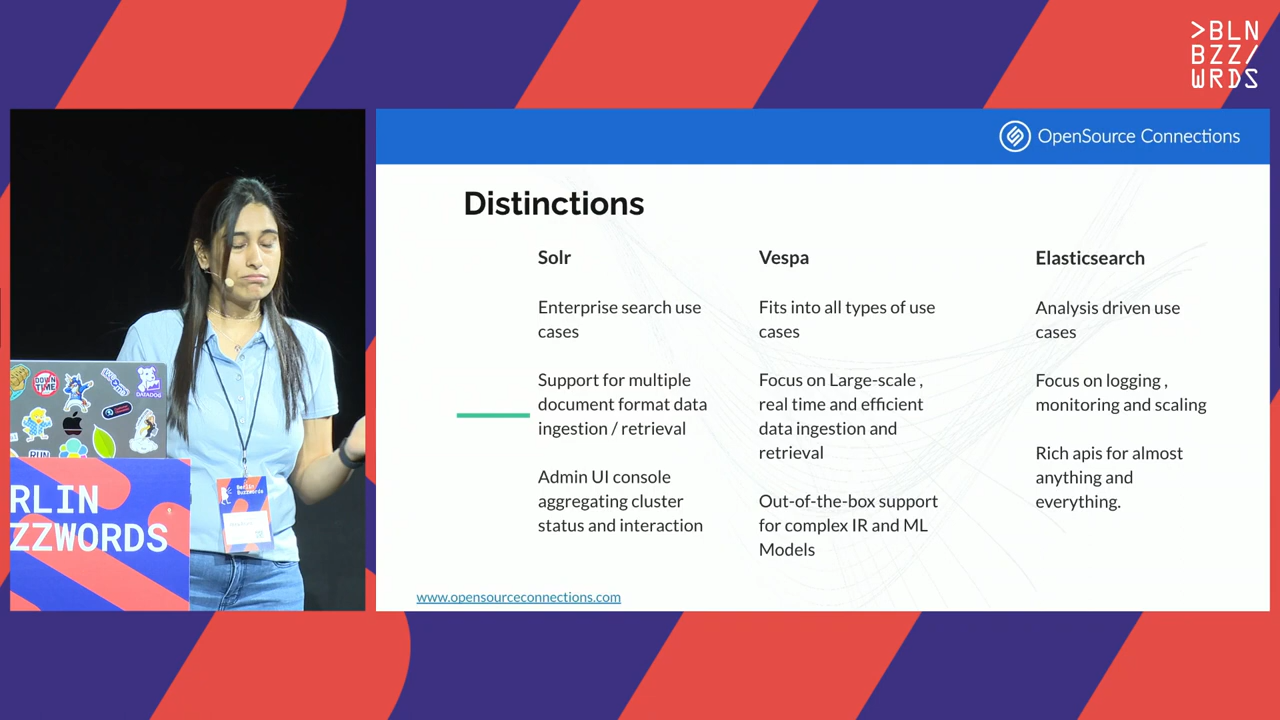 >BLN
BZZ/
WRDS
OpenSource Connections
Distinctions
Solr
Enterprise search use
cases
Support for multiple
document format data
ingestion / retrieval
Admin UI console
aggregating cluster
status and interaction
Vespa
Fits into all types of use
cases
Focus on Large-scale ,
real time and efficient
data ingestion and
retrieval
Out-of-the-box support
for complex IR and ML
Models
Elasticsearch
Analysis driven use
cases
Focus on logging ,
monitoring and scaling
Rich apis for almost
anything and
everything.
www.opensourceconnections.com
DOWN
TIME
DATADOG
RUN
Berlin
Buzzwords
RLIN
ZZWORDS